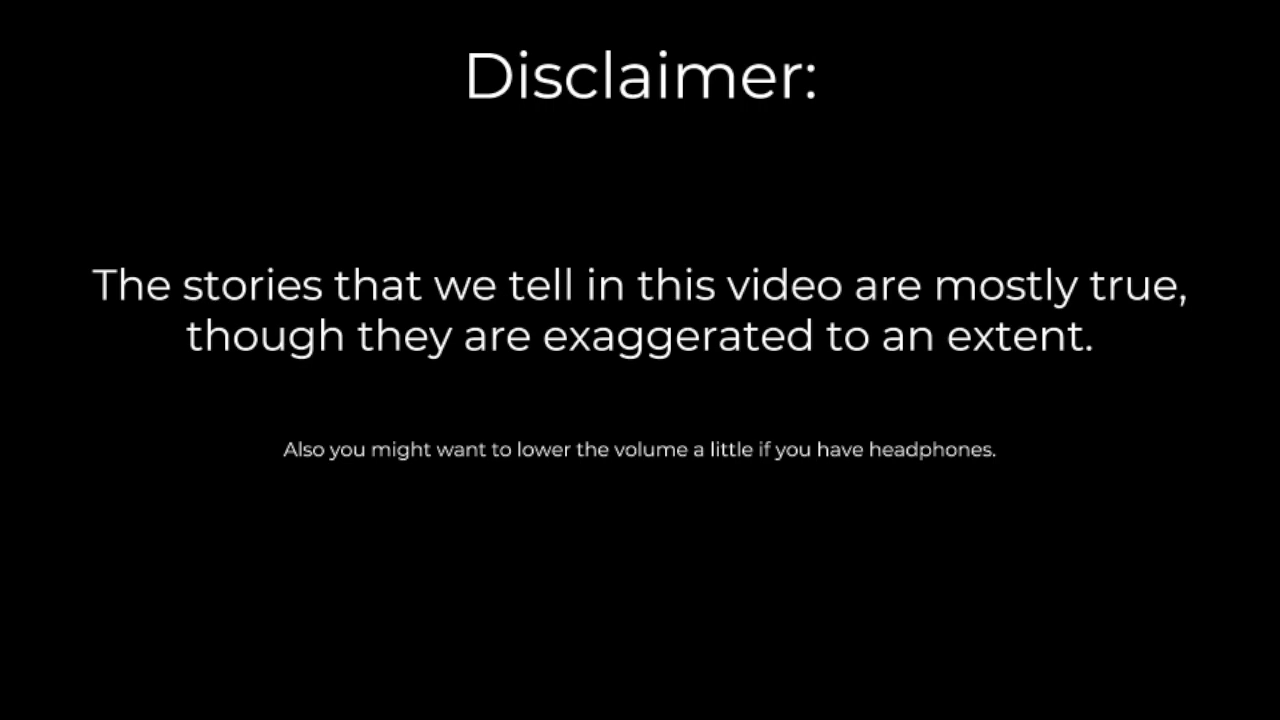 Disclaimer:
The stories that we tell in this video are mostly true,
though they are exaggerated to an extent.
Also you might want to lower the volume a little if you have headphones.